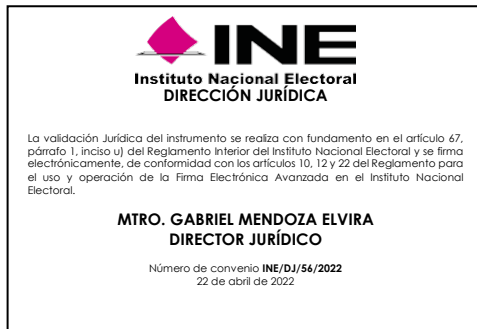 INE
Instituto Nacional Electoral
DIRECCIÓN JURÍDICA
La validación Jurídica del instrumento se realiza con fundamento en el artículo 67,
párrafo 1, inciso u) del Reglamento Interior del Instituto Nacional Electoral y se firma
electrónicamente, de conformidad con los artículos 10, 12 y 22 del Reglamento para
el uso y operación de la Firma Electrónica Avanzada en el Instituto Nacional
Electoral.
MTRO. GABRIEL MENDOZA ELVIRA
DIRECTOR JURÍDICO
Número de convenio INE/DJ/56/2022
22 de abril de 2022